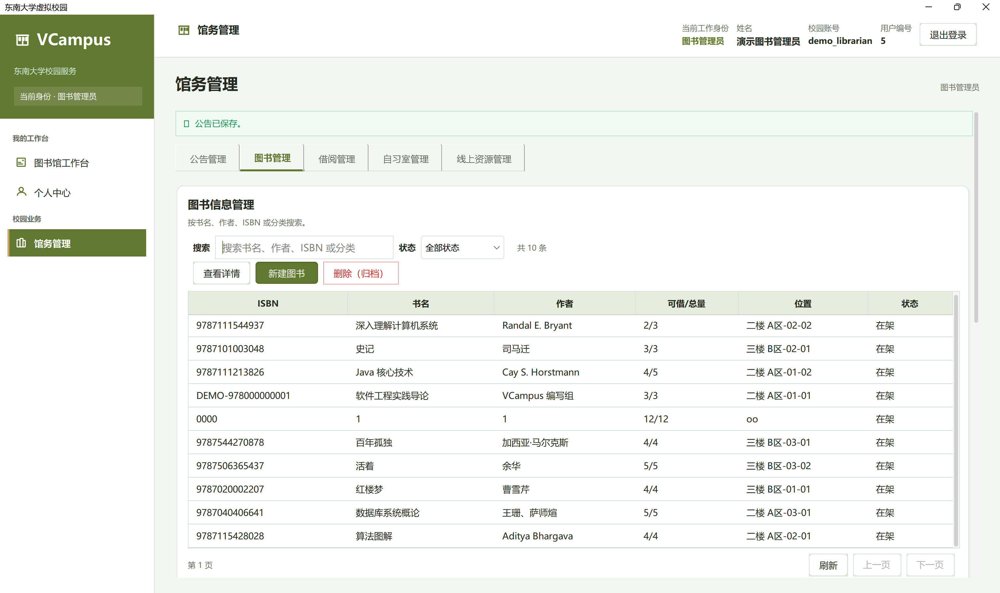 东南大学虚拟校园
VCampus
东南大学校园服务
当前身份 · 图书管理员
我的工作台
图书馆工作台
个人中心
校园业务
馆务管理
馆务管理
当前工作身份 姓名 校园账号 用户编号
图书管理员 演示图书管理员 demo_librarian 5
退出登录
馆务管理
图书管理员
公告已保存。
公告管理 图书管理 借阅管理 自习室管理 线上资源管理
图书信息管理
按书名、作者、ISBN 或分类搜索。
搜索 搜索书名、作者、ISBN 或分类 状态 全部状态 共 10 条
查看详情 新建图书 删除（归档）
ISBN 书名 作者 可借/总量 位置 状态
9787111544937 深入理解计算机系统 Randal E. Bryant 2/3 二楼 A区-02-02 在架
9787101003048 史记 司马迁 3/3 三楼 B区-02-01 在架
9787111213826 Java 核心技术 Cay S. Horstmann 4/5 二楼 A区-01-02 在架
DEMO-978000000001 软件工程实践导论 VCampus 编写组 3/3 二楼 A区-01-01 在架
0000 1 1 12/12 oo 在架
9787544270878 百年孤独 加西亚·马尔克斯 4/4 三楼 B区-03-01 在架
9787506365437 活着 余华 5/5 三楼 B区-03-02 在架
9787020002207 红楼梦 曹雪芹 4/4 三楼 B区-01-01 在架
9787040406641 数据库系统概论 王珊、萨师煊 5/5 二楼 A区-03-01 在架
9787115428028 算法图解 Aditya Bhargava 4/4 二楼 A区-02-01 在架
第 1 页
刷新 上一页 下一页